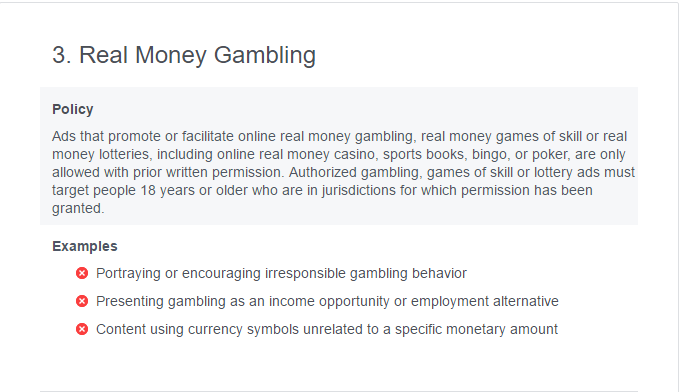 3. Real Money Gambling
Policy
Ads that promote or facilitate online real money gambling, real money games of skill or real
money lotteries, including online real money casino, sports books, bingo, or poker, are only
allowed with prior written permission. Authorized gambling, games of skill or lottery ads must
target people 18 years or older who are in jurisdictions for which permission has been
granted.
Examples
Portraying or encouraging irresponsible gambling behavior
Presenting gambling as an income opportunity or employment alternative
Content using currency symbols unrelated to a specific monetary amount